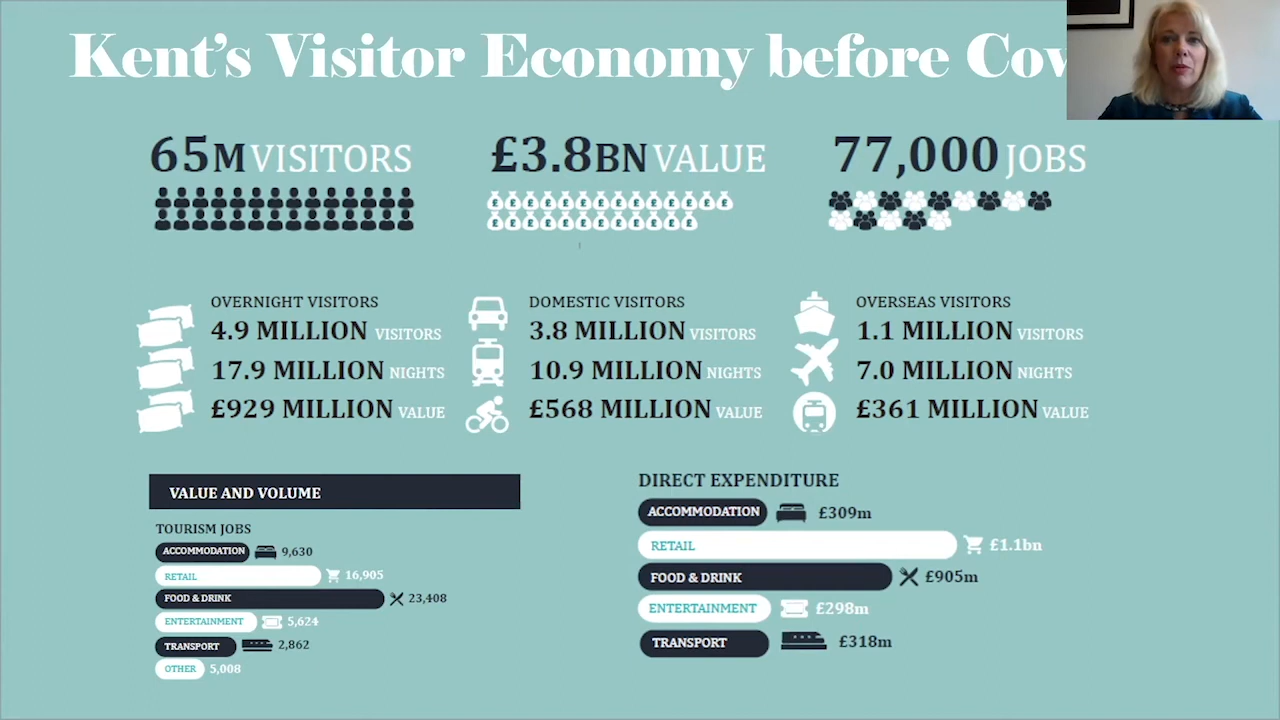 Kent's Visitor Economy before Cov
65M VISITORS
£3.8BN VALUE
77,000 JOBS
OVERNIGHT VISITORS
4.9 MILLION VISITORS
17.9 MILLION NIGHTS
£929 MILLION VALUE
DOMESTIC VISITORS
3.8 MILLION VISITORS
10.9 MILLION NIGHTS
£568 MILLION VALUE
OVERSEAS VISITORS
1.1 MILLION VISITORS
7.0 MILLION NIGHTS
£361 MILLION VALUE
VALUE AND VOLUME
TOURISM JOBS
ACCOMMODATION 9,630
RETAIL 16,905
FOOD & DRINK 23,408
ENTERTAINMENT 5,624
TRANSPORT 2,862
OTHER 5,008
DIRECT EXPENDITURE
ACCOMMODATION £309m
RETAIL £1.1bn
FOOD & DRINK £905m
ENTERTAINMENT £298m
TRANSPORT £318m